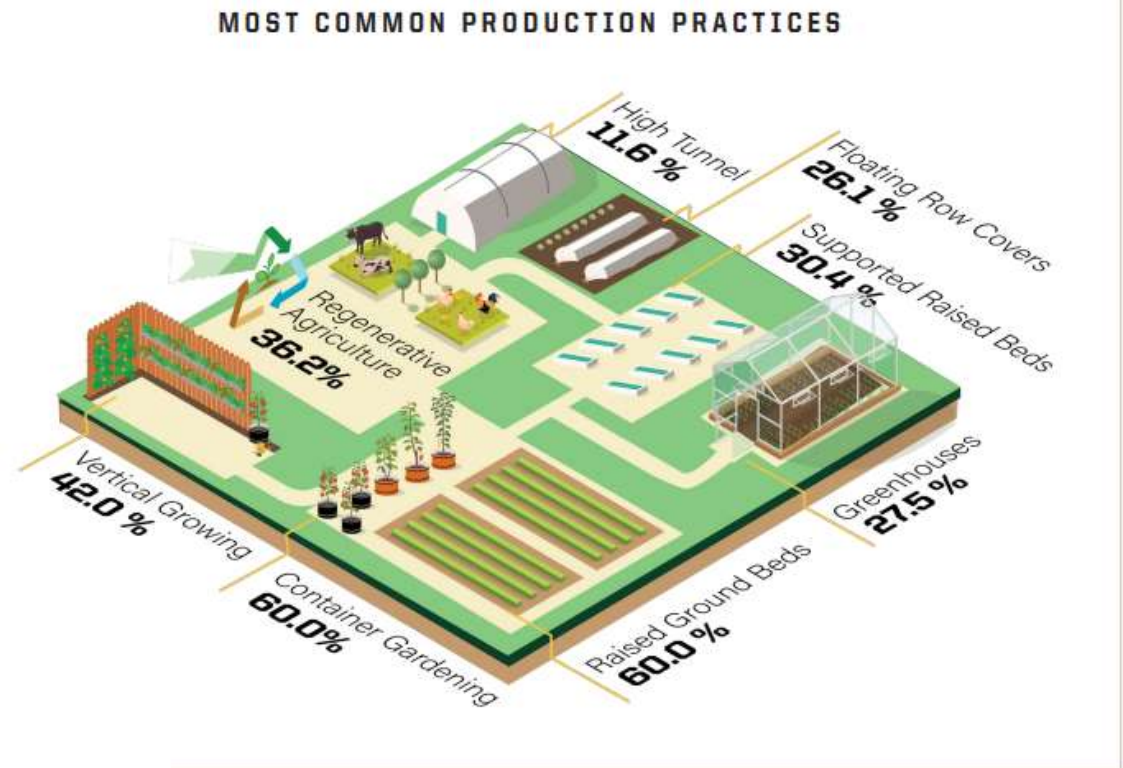 MOST COMMON PRODUCTION PRACTICES
High Tunnel
11.6 %
Floating Row Covers
26.1 %
Supported Raised Beds
30.4 %
Regenerative
Agriculture
36.2%
Greenhouses
27.5 %
Vertical Growing
42.0 %
Container Gardening
60.0%
Raised Ground Beds
60.0 %